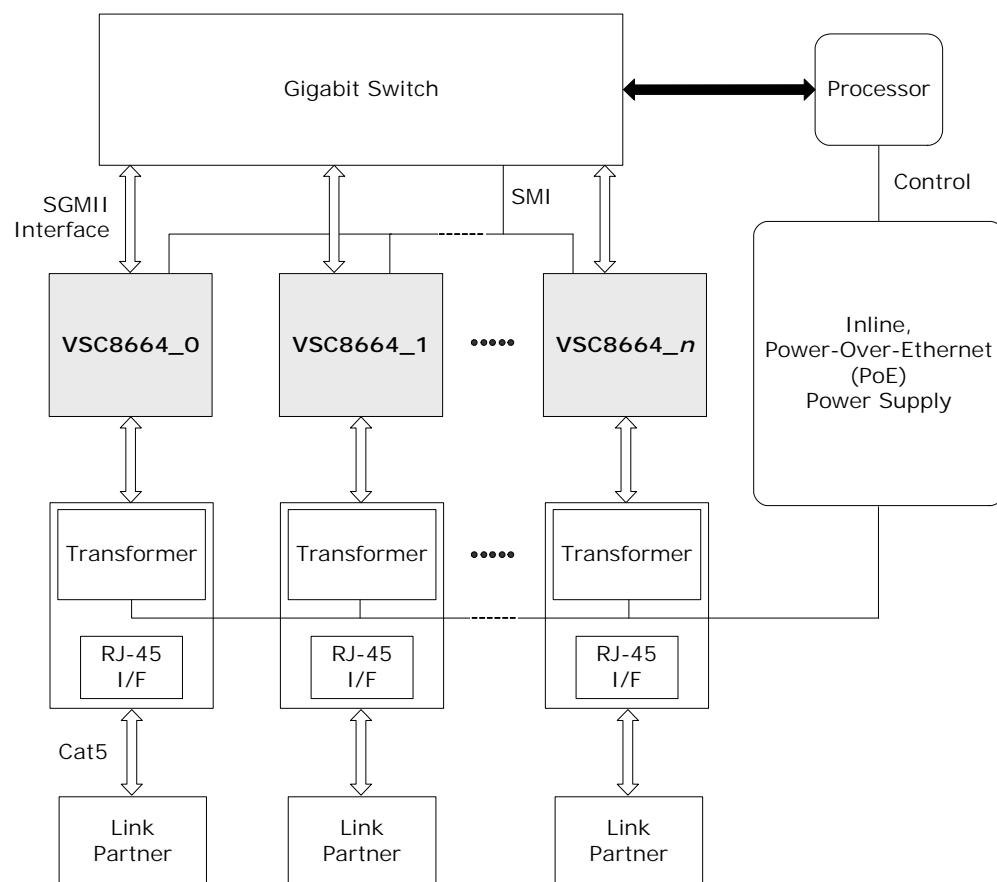 Gigabit Switch
Processor
SGMII
Interface
SMI
Control
VSC8664_0
VSC8664_1
VSC8664_n
Inline,
Power-Over-Ethernet
(PoE)
Power Supply
Transformer
Transformer
Transformer
RJ-45
I/F
RJ-45
I/F
RJ-45
I/F
Cat5
Link
Partner
Link
Partner
Link
Partner